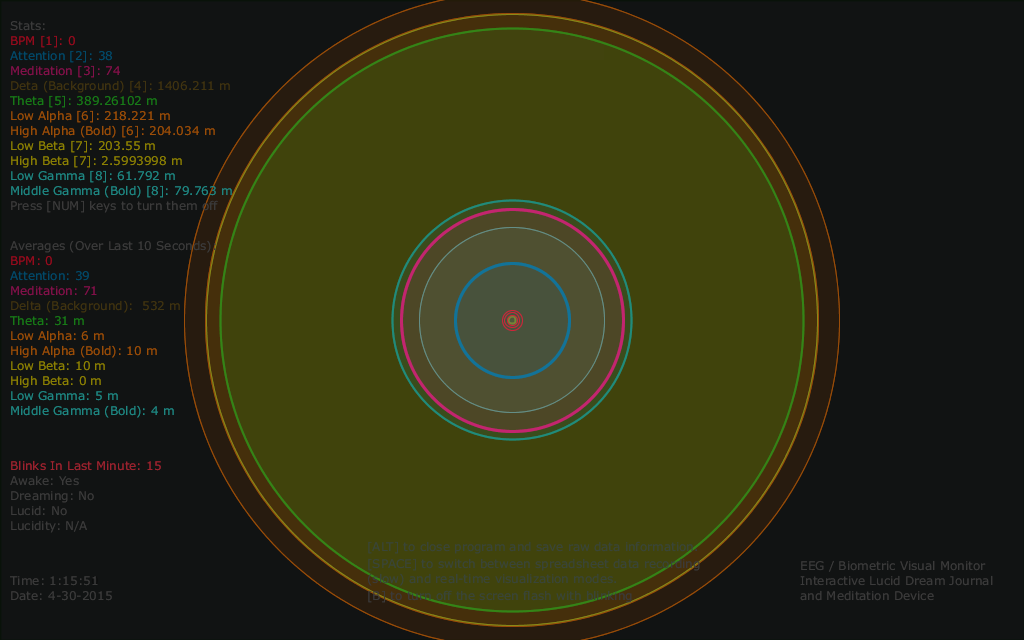 Stats:
BPM [1]: 0
Attention [2]: 38
Meditation [3]: 74
Deta (Background) [4]: 1406.211 m
Theta [5]: 389.26102 m
Low Alpha [6]: 218.221 m
High Alpha (Bold) [6]: 204.034 m
Low Beta [7]: 203.55 m
High Beta [7]: 2.5993998 m
Low Gamma [8]: 61.792 m
Middle Gamma (Bold) [8]: 79.763 m
Press [NUM] keys to turn them off
Averages (Over Last 10 Seconds)
BPM: 0
Attention: 39
Meditation: 71
Delta (Background):  532 m
Theta: 31 m
Low Alpha: 6 m
High Alpha (Bold): 10 m
Low Beta: 10 m
High Beta: 0 m
Low Gamma: 5 m
Middle Gamma (Bold): 4 m
Blinks In Last Minute: 15
Awake: Yes
Dreaming: No
Lucid: No
Lucidity: N/A
Time: 1:15:51
Date: 4-30-2015
EEG / Biometric Visual Monitor
Interactive Lucid Dream Journal
and Meditation Device